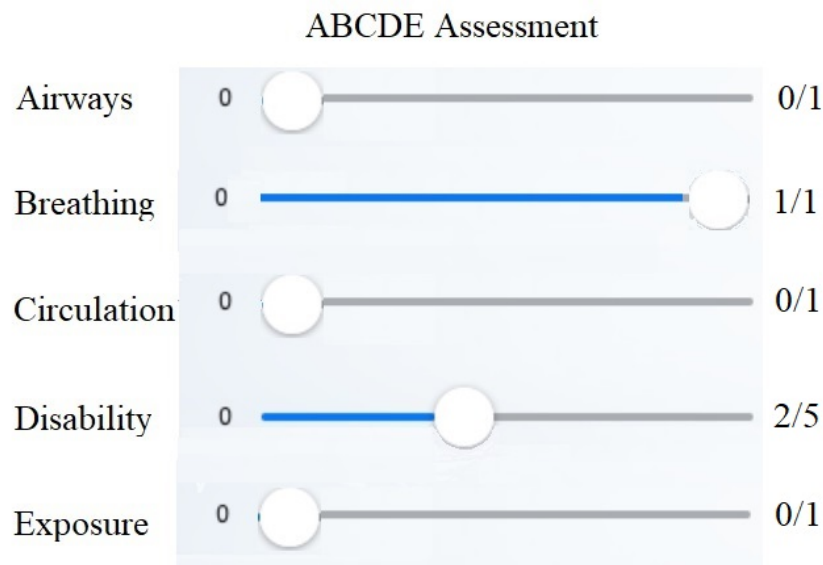 ABCDE Assessment
Airways 0 0/1
Breathing 0 1/1
Circulation 0 0/1
Disability 0 2/5
Exposure 0 0/1